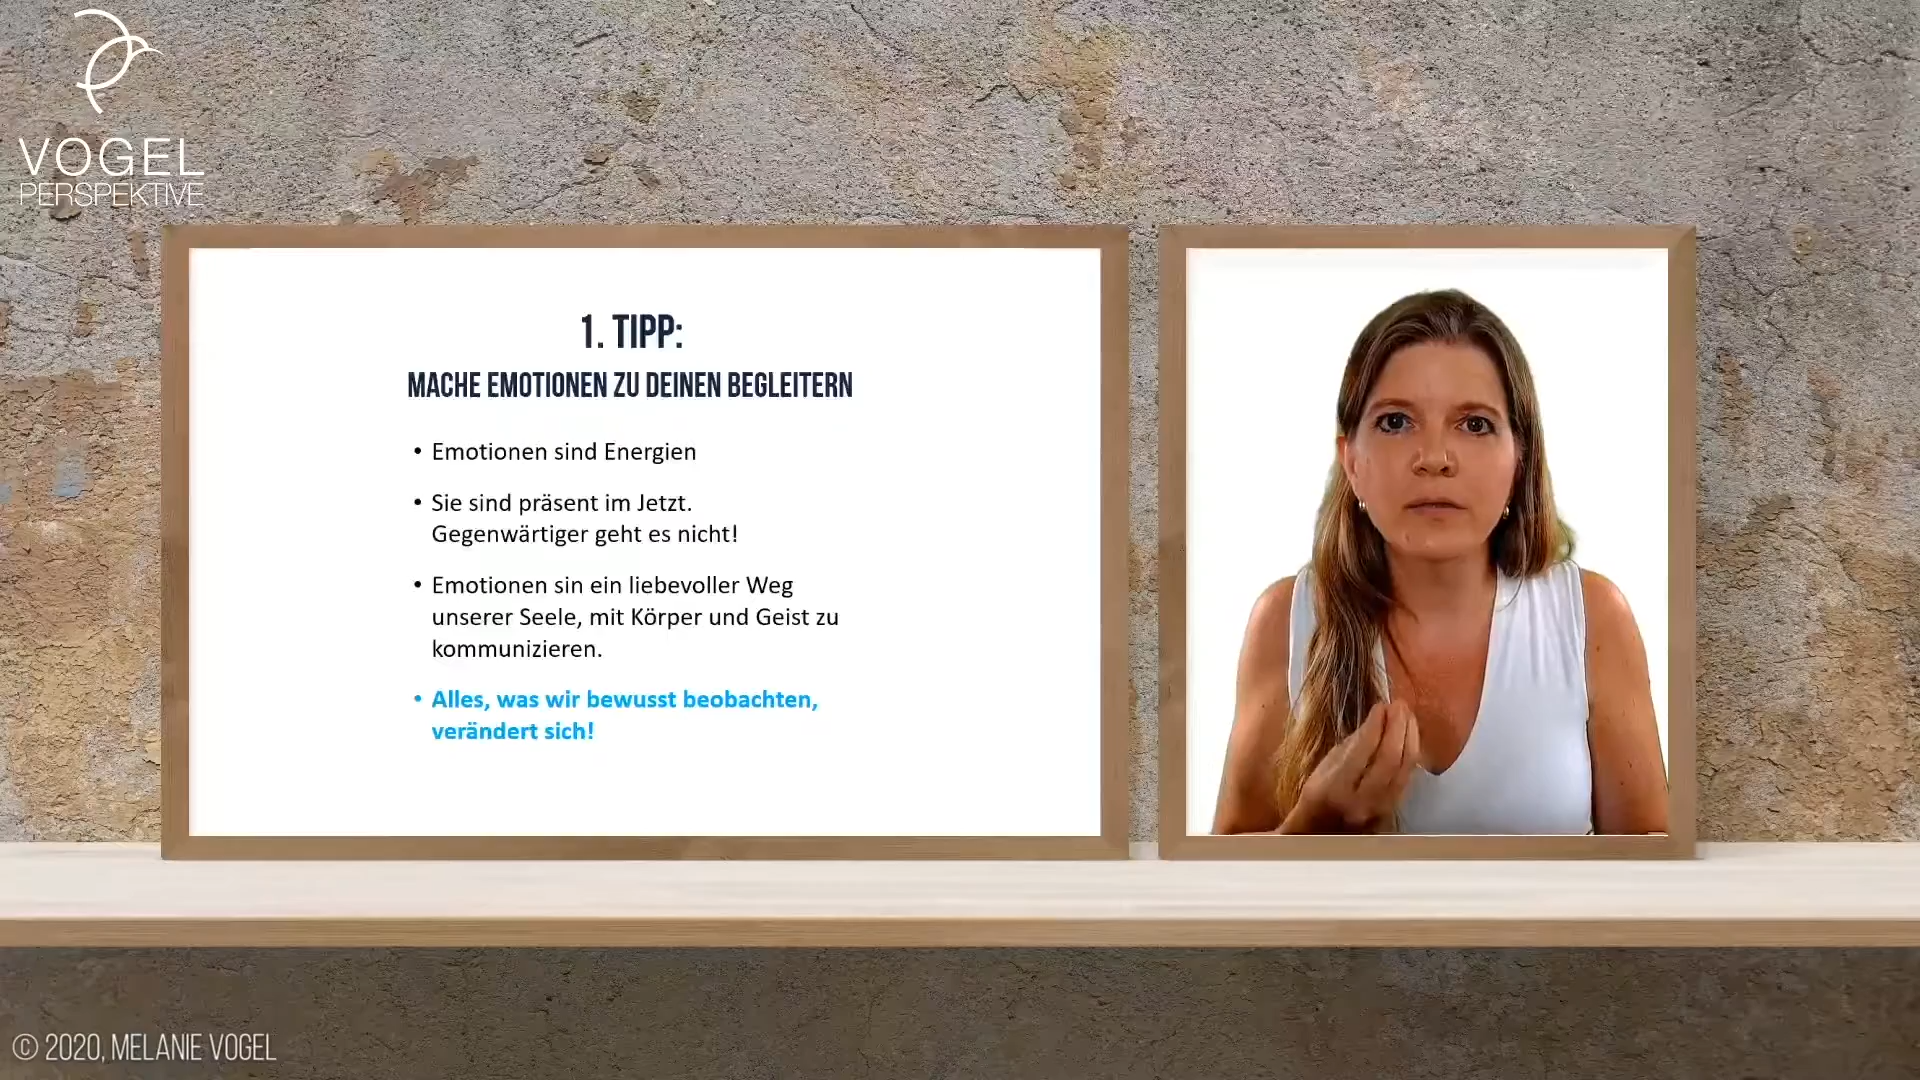 VOGEL
PERSPEKTIVE
1. TIPP:
MACHE EMOTIONEN ZU DEINEN BEGLEITERN
• Emotionen sind Energien
• Sie sind präsent im Jetzt.
Gegenwärtiger geht es nicht!
• Emotionen sin ein liebevoller Weg
unserer Seele, mit Körper und Geist zu
kommunizieren.
• Alles, was wir bewusst beobachten,
verändert sich!
© 2020, MELANIE VOGEL